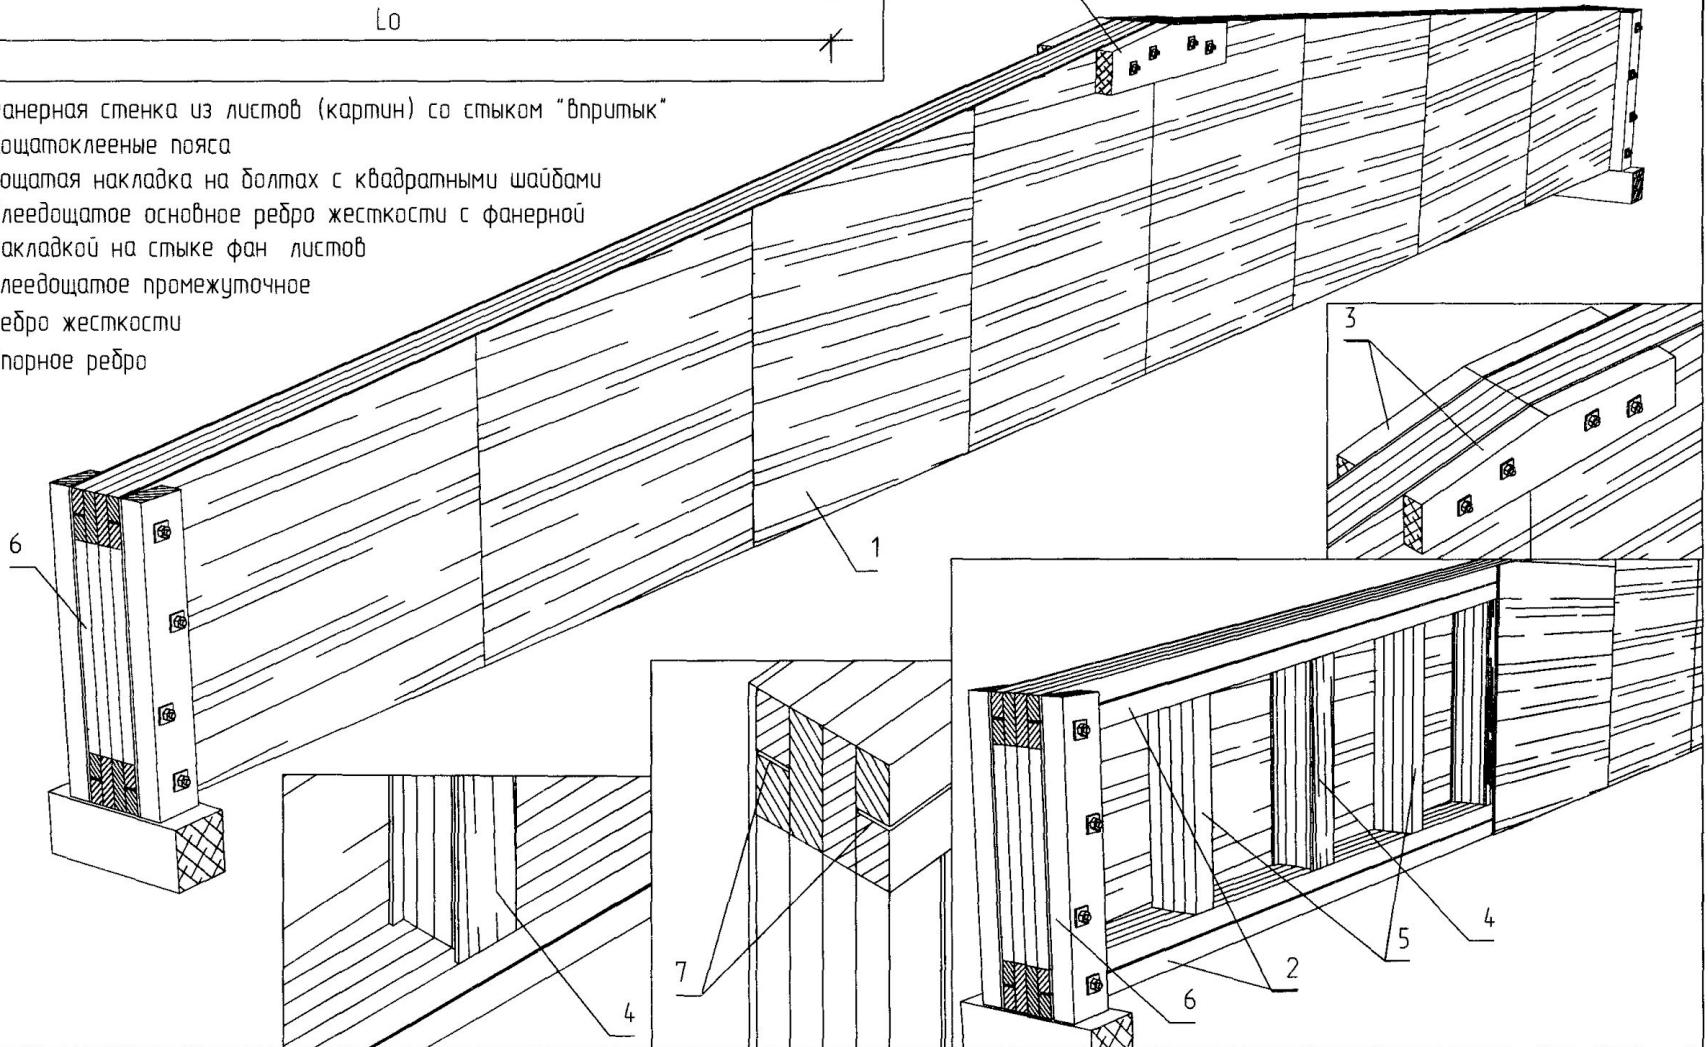 Lo
анерная стенка из листов (картин) со стыком "впритык"
ощатоклееные пояса
ощатая накладка на болтах с квадратными шайбами
леедощатое основное ребро жесткости с фанерной
акладкой на стыке фан листов
леедощатое промежуточное
ебро жесткости
порное ребро
3
6
1
4
7
2
5
4
6